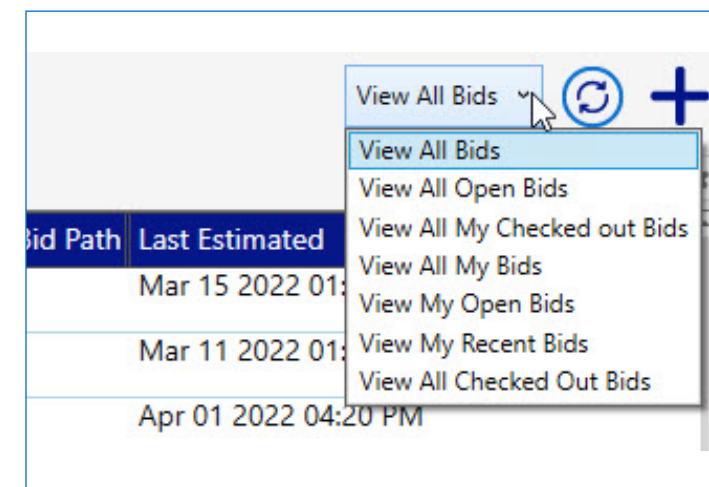 View All Bids
View All Bids
View All Open Bids
View All My Checked out Bids
View All My Bids
View My Open Bids
View My Recent Bids
View All Checked Out Bids
Bid Path Last Estimated
Mar 15 2022 01:
Mar 11 2022 01:
Apr 01 2022 04:20 PM